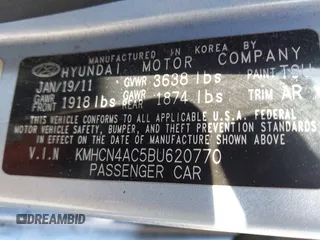 MANUFACTURED IN KOREA BY
HYUNDAI MOTOR COMPANY
JAN/19/11 GVWR 3638 lbs PAINT
GAWR FRONT 1918 lbs GAWR REAR 1874 lbs TRIM AR
THIS VEHICLE CONFORMS TO ALL APPLICABLE U.S.A. FEDERAL
MOTOR VEHICLE SAFETY, BUMPER, AND THEFT PREVENTION STANDARDS
IN EFFECT ON THE DATE OF MANUFACTURE SHOWN ABOVE.
V.I.N KMHCN4AC5BU620770
PASSENGER CAR
DREAMBID